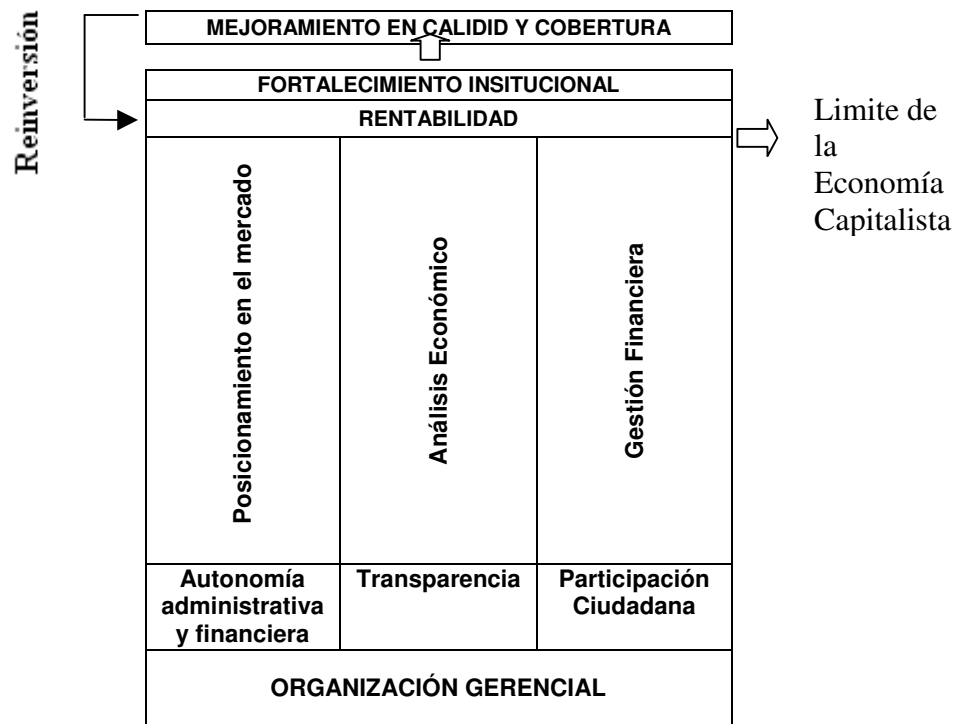 Reinversión
MEJORAMIENTO EN CALIDID Y COBERTURA
FORTALECIMIENTO INSITUCIONAL
RENTABILIDAD
Limite de
la
Economía
Capitalista
Posicionamiento en el mercado
Análisis Económico
Gestión Financiera
Autonomía
administrativa
y financiera
Transparencia
Participación
Ciudadana
ORGANIZACIÓN GERENCIAL